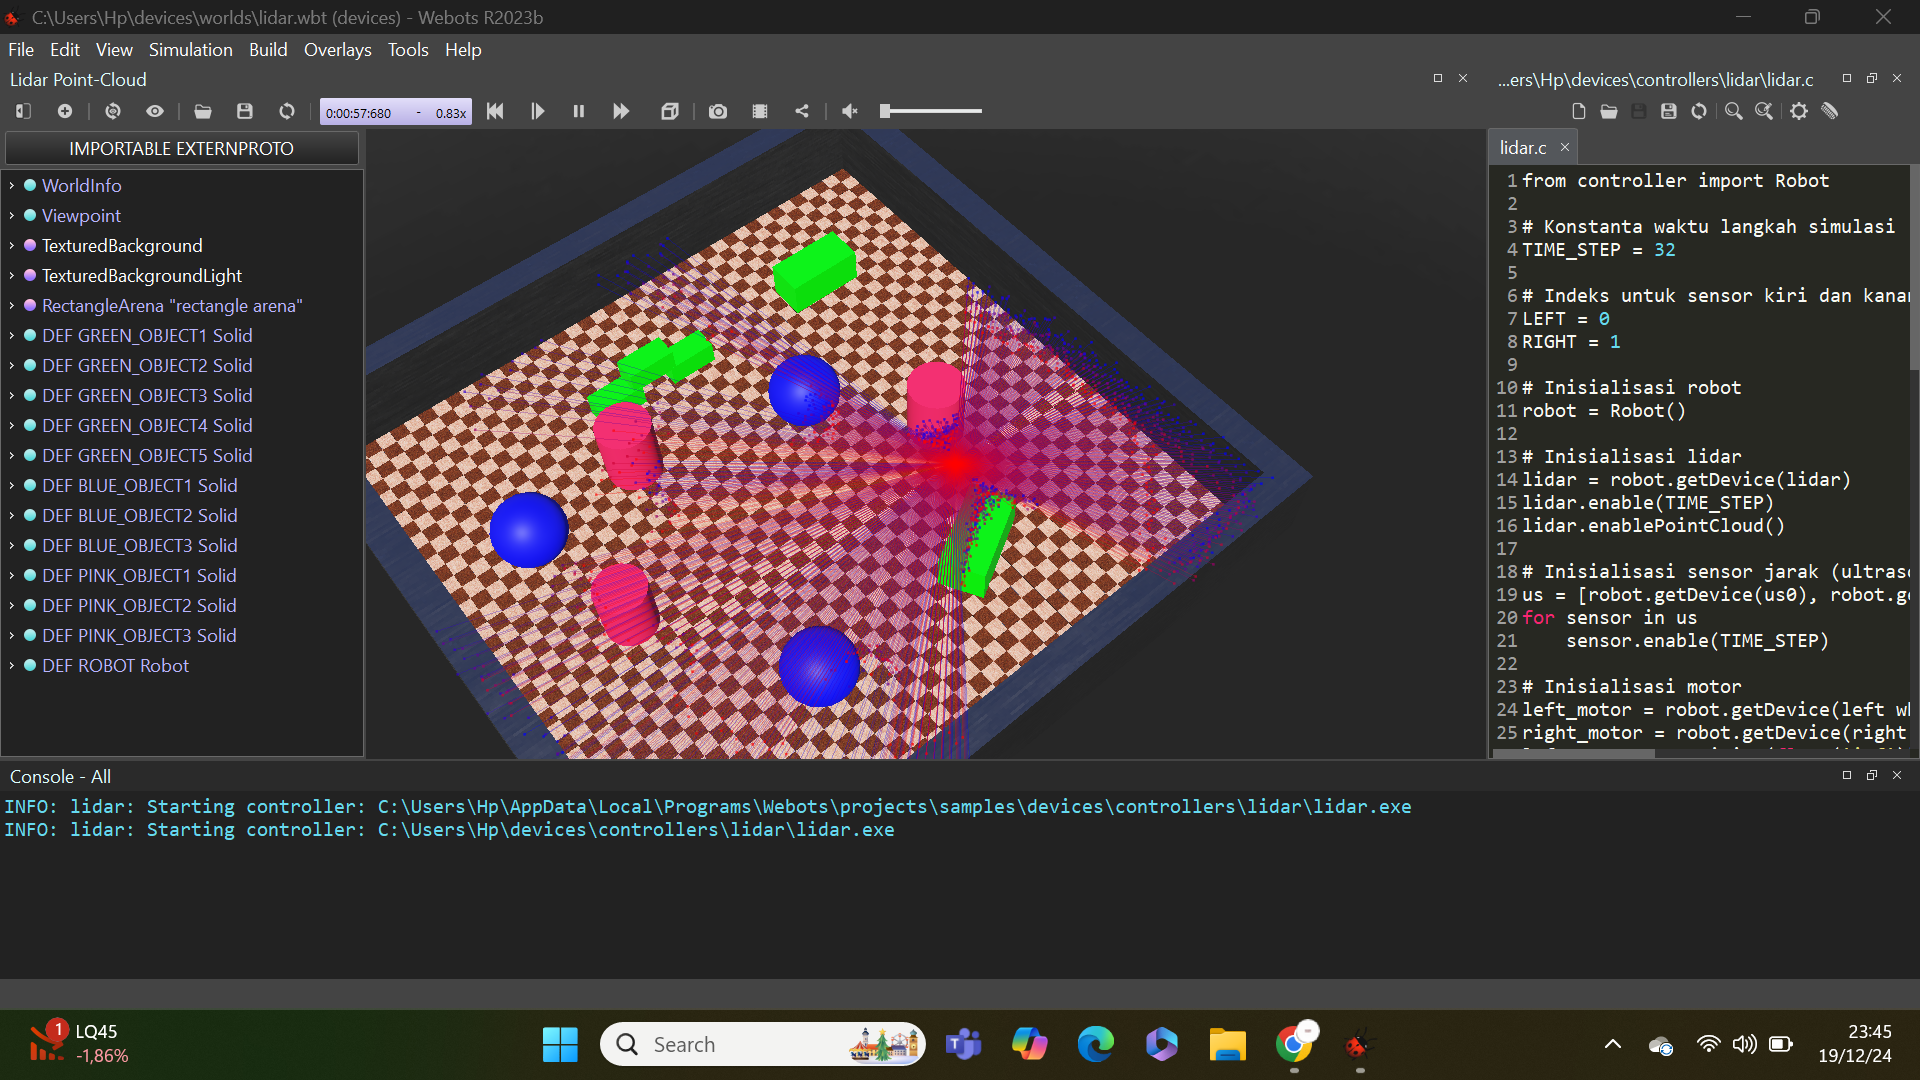 C:\Users\Hp\devices\worlds\lidar.wbt (devices) - Webots R2023b
File Edit View Simulation Build Overlays Tools Help
Lidar Point-Cloud
0:00:57:680 - 0.83x
IMPORTABLE EXTERNPROTO
WorldInfo
Viewpoint
TexturedBackground
TexturedBackgroundLight
RectangleArena "rectangle arena"
DEF GREEN_OBJECT1 Solid
DEF GREEN_OBJECT2 Solid
DEF GREEN_OBJECT3 Solid
DEF GREEN_OBJECT4 Solid
DEF GREEN_OBJECT5 Solid
DEF BLUE_OBJECT1 Solid
DEF BLUE_OBJECT2 Solid
DEF BLUE_OBJECT3 Solid
DEF PINK_OBJECT1 Solid
DEF PINK_OBJECT2 Solid
DEF PINK_OBJECT3 Solid
DEF ROBOT Robot
...ers\Hp\devices\controllers\lidar\lidar.c
lidar.c
1 from controller import Robot
2
3 # Konstanta waktu langkah simulasi
4 TIME_STEP = 32
5
6 # Indeks untuk sensor kiri dan kanan
7 LEFT = 0
8 RIGHT = 1
9
10 # Inisialisasi robot
11 robot = Robot()
12
13 # Inisialisasi lidar
14 lidar = robot.getDevice(lidar)
15 lidar.enable(TIME_STEP)
16 lidar.enablePointCloud()
17
18 # Inisialisasi sensor jarak (ultraso
19 us = [robot.getDevice(us0), robot.ge
20 for sensor in us
21 sensor.enable(TIME_STEP)
22
23 # Inisialisasi motor
24 left_motor = robot.getDevice(left wh
25 right_motor = robot.getDevice(right
Console - All
INFO: lidar: Starting controller: C:\Users\Hp\AppData\Local\Programs\Webots\projects\samples\devices\controllers\lidar\lidar.exe
INFO: lidar: Starting controller: C:\Users\Hp\devices\controllers\lidar\lidar.exe
1
LQ45
-1,86%
Search
23:45
19/12/24